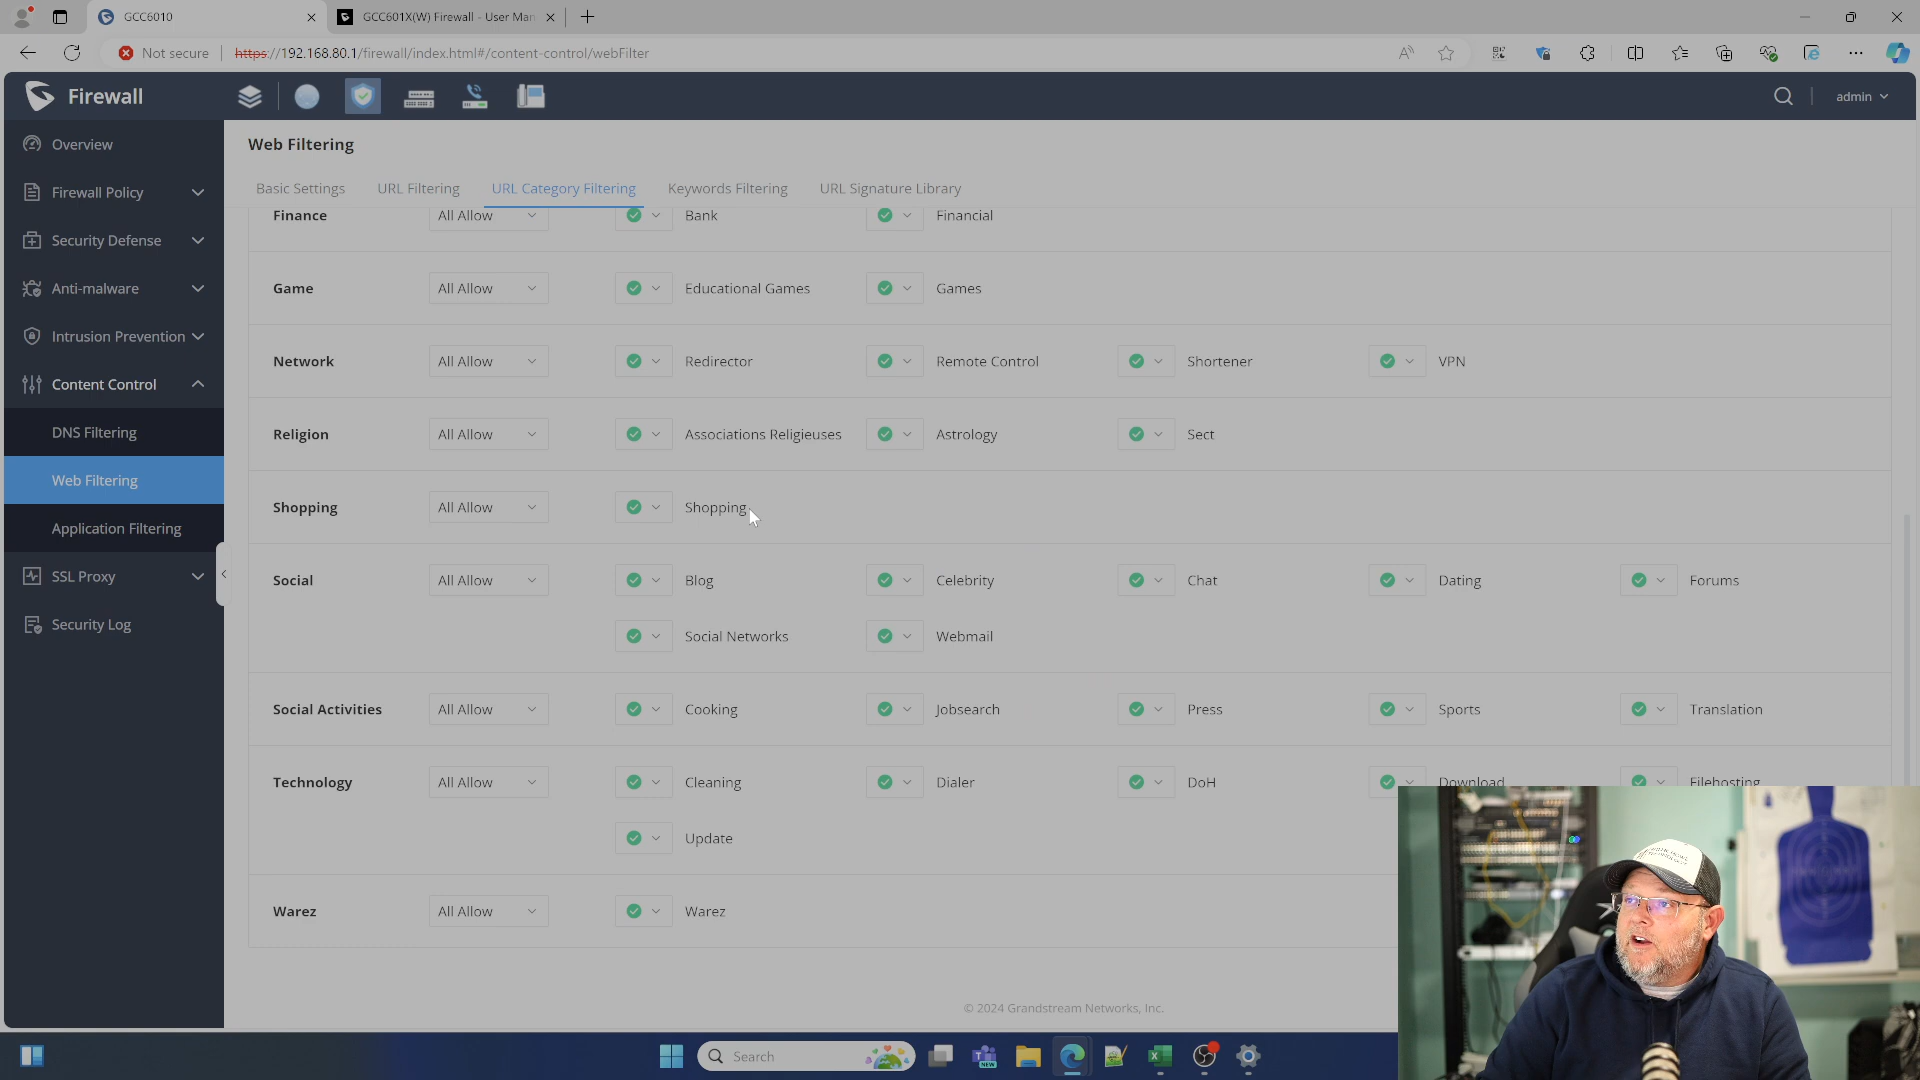 GCC6010
GCC601X(W) Firewall - User Man
Not secure
https://192.168.80.1/firewall/index.html#/content-control/webFilter
Firewall
admin
Overview
Firewall Policy
Security Defense
Anti-malware
Intrusion Prevention
Content Control
DNS Filtering
Web Filtering
Application Filtering
SSL Proxy
Security Log
Web Filtering
Basic Settings URL Filtering URL Category Filtering Keywords Filtering URL Signature Library
Finance All Allow Bank Financial
Game All Allow Educational Games Games
Network All Allow Redirector Remote Control Shortener VPN
Religion All Allow Associations Religieuses Astrology Sect
Shopping All Allow Shopping
Social All Allow Blog Celebrity Chat Dating Forums
Social Networks Webmail
Social Activities All Allow Cooking Jobsearch Press Sports Translation
Technology All Allow Cleaning Dialer DoH Download Filehosting
Update
Warez All Allow Warez
© 2024 Grandstream Networks, Inc.
Search
NEW